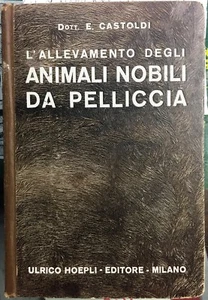 DOTT. E. CASTOLDI
L'ALLEVAMENTO DEGLI
ANIMALI NOBILI
DA PELLICCIA
ULRICO HOEPLI - EDITORE - MILANO